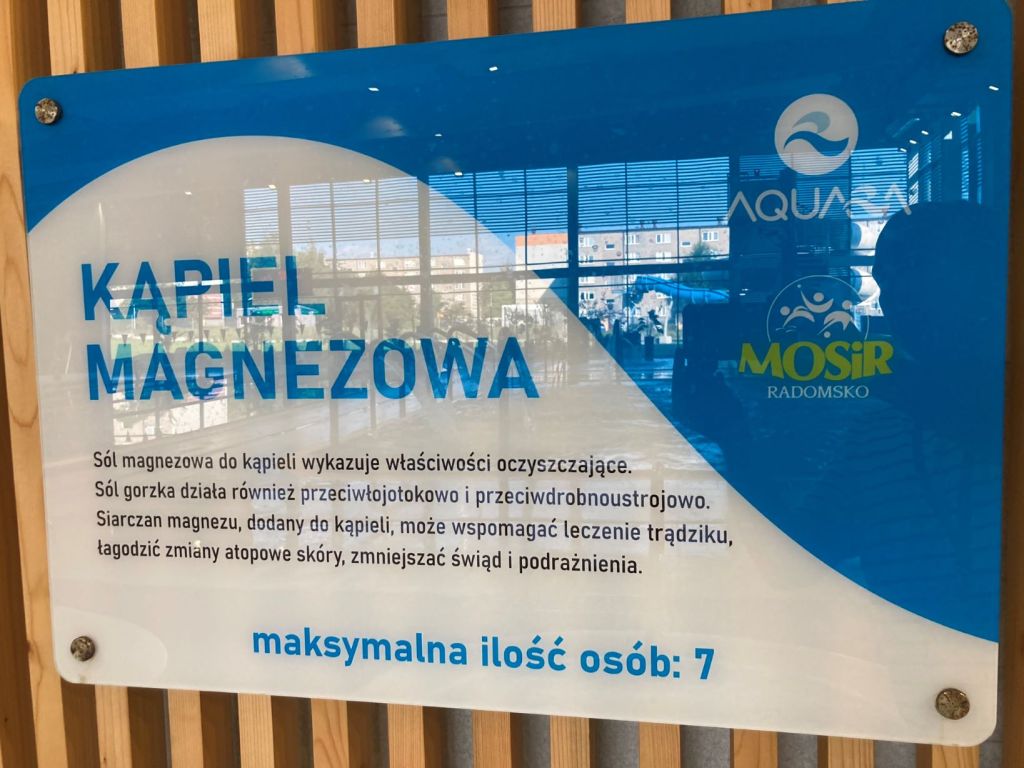 AQUARA
MOSiR
RADOMSKO
KĄPIEL
MAGNEZOWA
Sól magnezowa do kąpieli wykazuje właściwości oczyszczające.
Sól gorzka działa również przeciwłojotokowo i przeciwdrobnoustrojowo.
Siarczan magnezu, dodany do kąpieli, może wspomagać leczenie trądziku,
łagodzić zmiany atopowe skóry, zmniejszać świąd i podrażnienia.
maksymalna ilość osób: 7